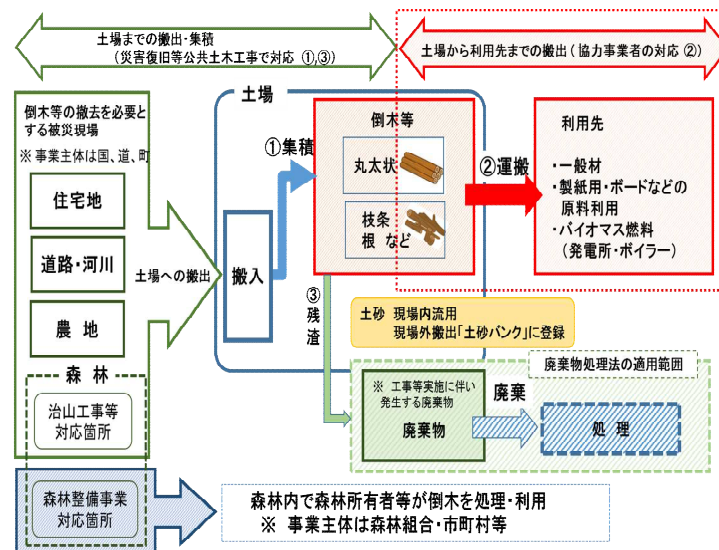 土場までの搬出・集積
(災害復旧等公共土木工事で対応 ①,③)
土場から利用先までの搬出(協力事業者の対応 ②)
倒木等の撤去を必要と
する被災現場
※ 事業主体は国、道、町
住宅地
道路・河川
農 地
森 林
治山工事等
対応箇所
森林整備事業
対応箇所
土場への搬出
土場
搬入
①集積
倒木等
丸太状
枝条
根 など
②運搬
利用先
・一般材
・製紙用・ボードなどの
原料利用
・バイオマス燃料
(発電所・ボイラー)
③
残
渣
土砂 現場内流用
現場外搬出「土砂バンク」に登録
廃棄物処理法の適用範囲
※ 工事等実施に伴い
発生する廃棄物
廃棄物
廃棄
処 理
森林内で森林所有者等が倒木を処理・利用
※ 事業主体は森林組合・市町村等